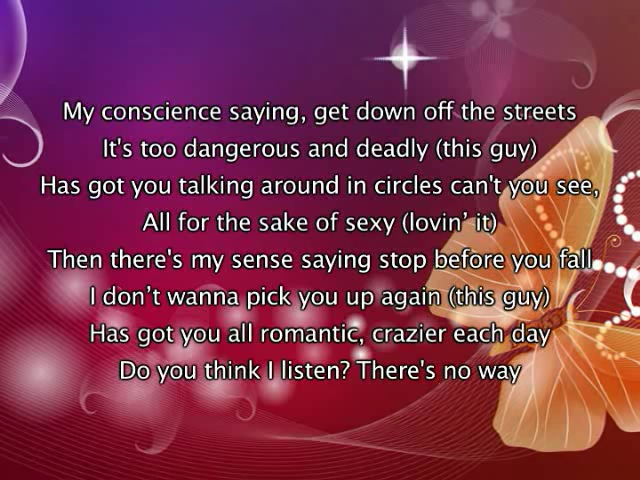 My conscience saying, get down off the streets
It's too dangerous and deadly (this guy)
Has got you talking around in circles can't you see,
All for the sake of sexy (lovin’ it)
Then there's my sense saying stop before you fall
I don’t wanna pick you up again (this guy)
Has got you all romantic, crazier each day
Do you think I listen? There's no way